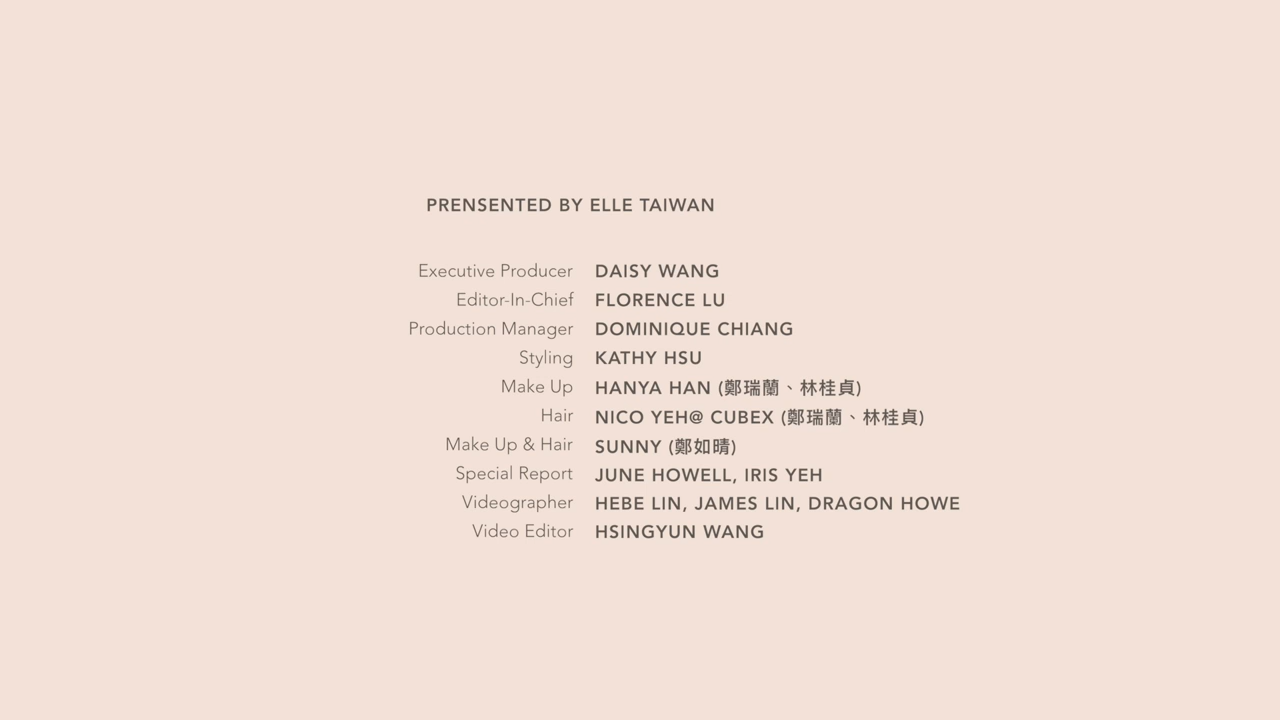 PRENSENTED BY ELLE TAIWAN
Executive Producer DAISY WANG
Editor-In-Chief FLORENCE LU
Production Manager DOMINIQUE CHIANG
Styling KATHY HSU
Make Up HANYA HAN (鄭瑞蘭、林桂貞)
Hair NICO YEH@ CUBEX (鄭瑞蘭、林桂貞)
Make Up & Hair SUNNY (鄭如晴)
Special Report JUNE HOWELL, IRIS YEH
Videographer HEBE LIN, JAMES LIN, DRAGON HOWE
Video Editor HSINGYUN WANG